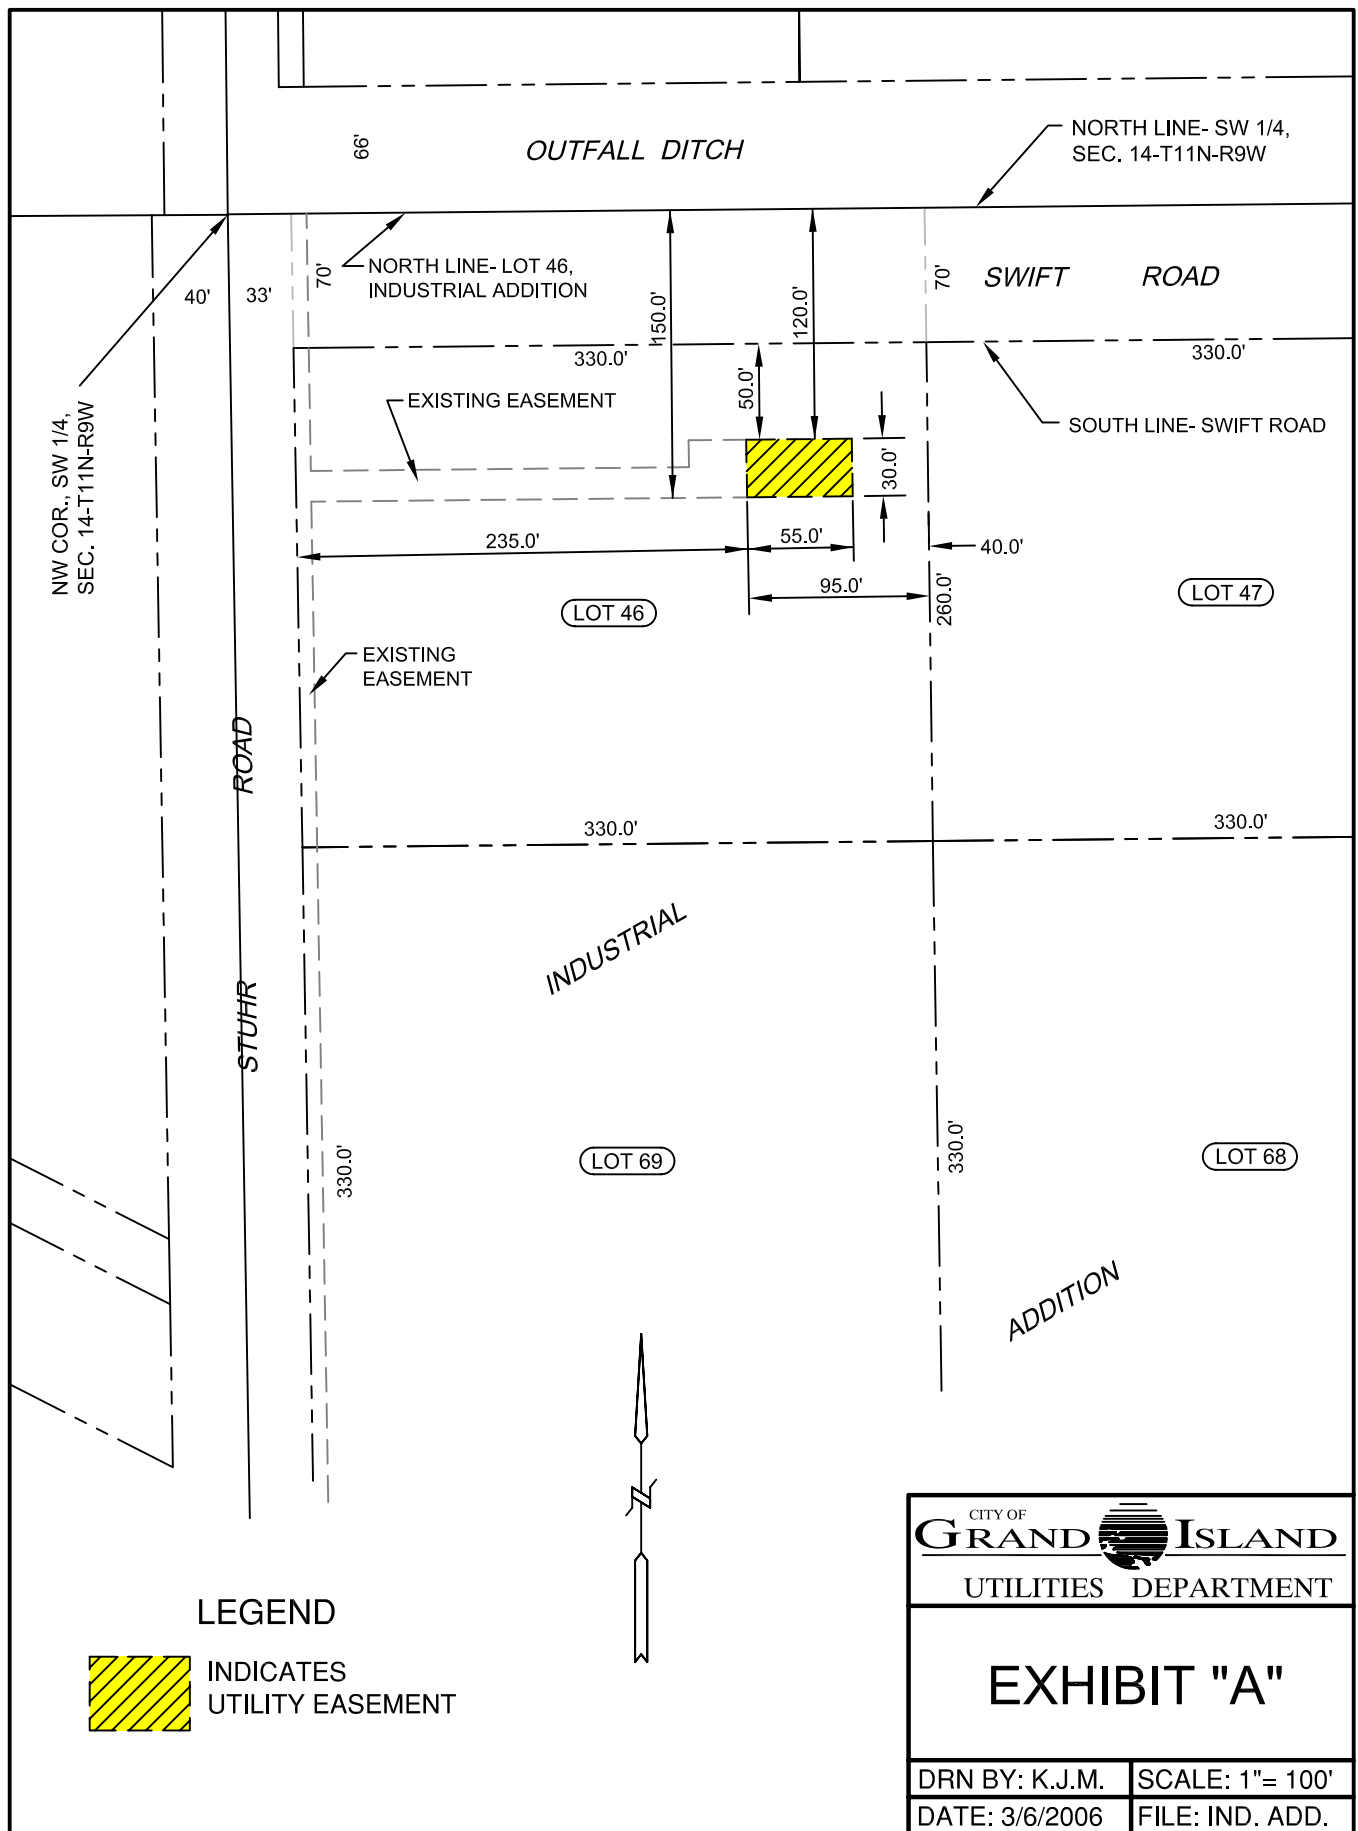 66'
OUTFALL DITCH
NORTH LINE- SW 1/4,
SEC. 14-T11N-R9W
40'
33'
70'
NORTH LINE- LOT 46,
INDUSTRIAL ADDITION
150.0'
120.0'
70'
SWIFT ROAD
330.0'
330.0'
50.0'
EXISTING EASEMENT
SOUTH LINE- SWIFT ROAD
NW COR., SW 1/4,
SEC. 14-T11N-R9W
30.0'
235.0'
55.0'
40.0'
95.0'
260.0'
LOT 46
LOT 47
EXISTING
EASEMENT
STUHR ROAD
330.0'
330.0'
INDUSTRIAL
330.0'
LOT 69
330.0'
LOT 68
ADDITION
N
LEGEND
INDICATES
UTILITY EASEMENT
CITY OF
GRAND ISLAND
UTILITIES DEPARTMENT
EXHIBIT "A"
DRN BY: K.J.M.
SCALE: 1"= 100'
DATE: 3/6/2006
FILE: IND. ADD.